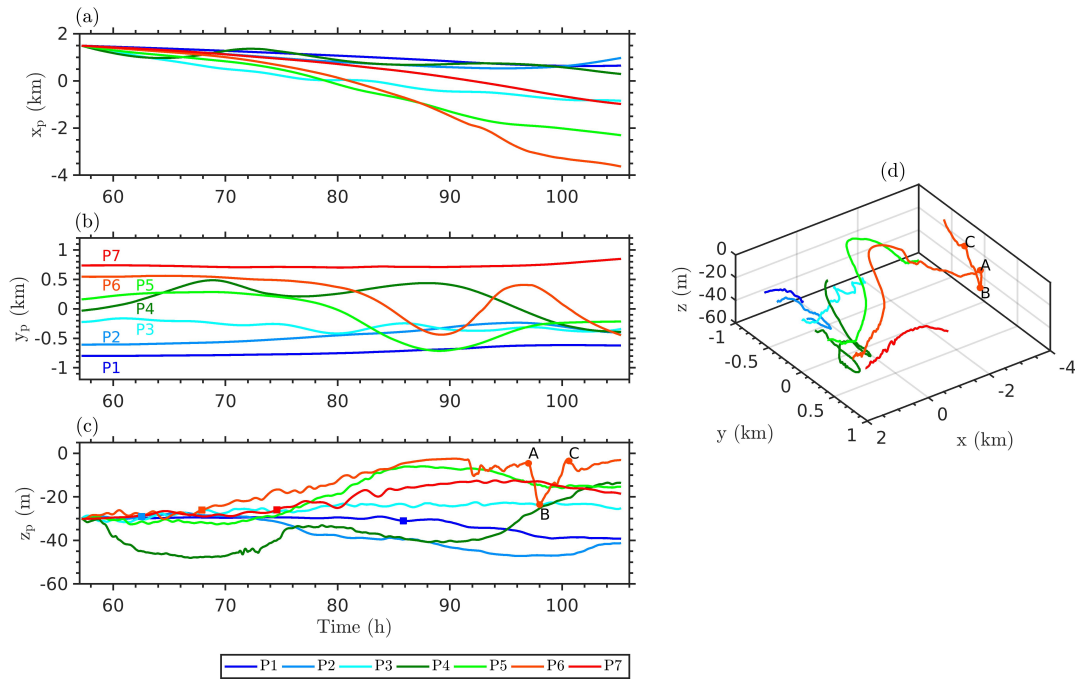 (a)
2
0
-2
-4
x_p (km)
60 70 80 90 100
(b)
1
0.5
0
-0.5
-1
y_p (km)
P7
P6 P5
P4
P3
P2
P1
60 70 80 90 100
(c)
0
-20
-40
-60
z_p (m)
A C
B
60 70 80 90 100
Time (h)
P1 P2 P3 P4 P5 P6 P7
(d)
0
-20
-40
-60
z (m)
C
A
B
-1
-0.5
0
0.5
1
y (km)
2
0
-2
-4
x (km)